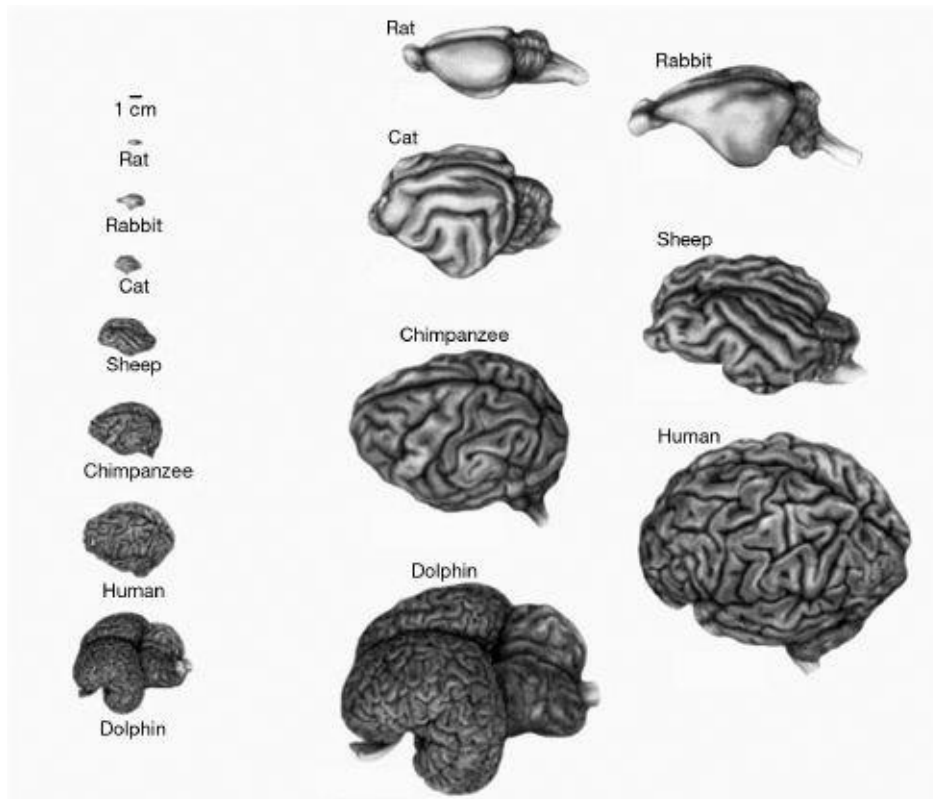 1 cm
Rat
Rabbit
Cat
Sheep
Chimpanzee
Human
Dolphin
Rat
Rabbit
Cat
Sheep
Chimpanzee
Human
Dolphin